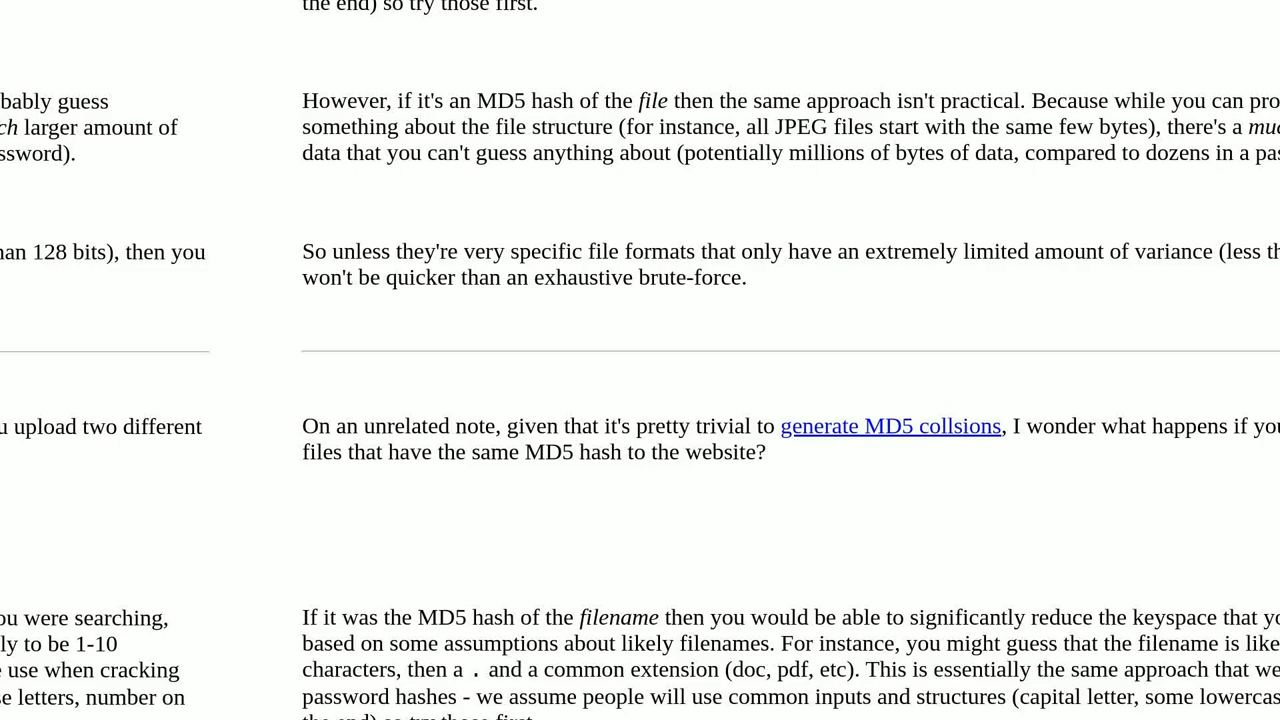 bably guess
ch larger amount of
ssword).
han 128 bits), then you
u upload two different
ou were searching,
ly to be 1-10
e use when cracking
se letters, number on
the end) so try those first.
However, if it's an MD5 hash of the file then the same approach isn't practical. Because while you can pro
something about the file structure (for instance, all JPEG files start with the same few bytes), there's a muc
data that you can't guess anything about (potentially millions of bytes of data, compared to dozens in a pas
So unless they're very specific file formats that only have an extremely limited amount of variance (less th
won't be quicker than an exhaustive brute-force.
On an unrelated note, given that it's pretty trivial to generate MD5 collsions, I wonder what happens if you
files that have the same MD5 hash to the website?
If it was the MD5 hash of the filename then you would be able to significantly reduce the keyspace that yo
based on some assumptions about likely filenames. For instance, you might guess that the filename is like
characters, then a . and a common extension (doc, pdf, etc). This is essentially the same approach that we
password hashes - we assume people will use common inputs and structures (capital letter, some lowercas
the end) so try those first.